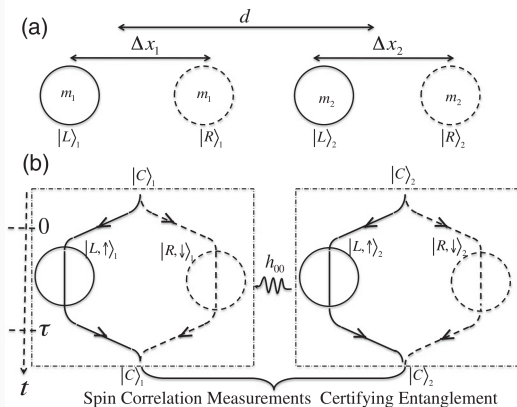 (a) d
Δx₁ Δx₂
m₁ m₁ m₂ m₂
|L⟩₁ |R⟩₁ |L⟩₂ |R⟩₂
(b) |C⟩₁ |C⟩₂
0
|L,↑⟩₁ |R,↓⟩₁ h₀₀ |L,↑⟩₂ |R,↓⟩₂
τ
t |C⟩₁ |C⟩₂
Spin Correlation Measurements Certifying Entanglement